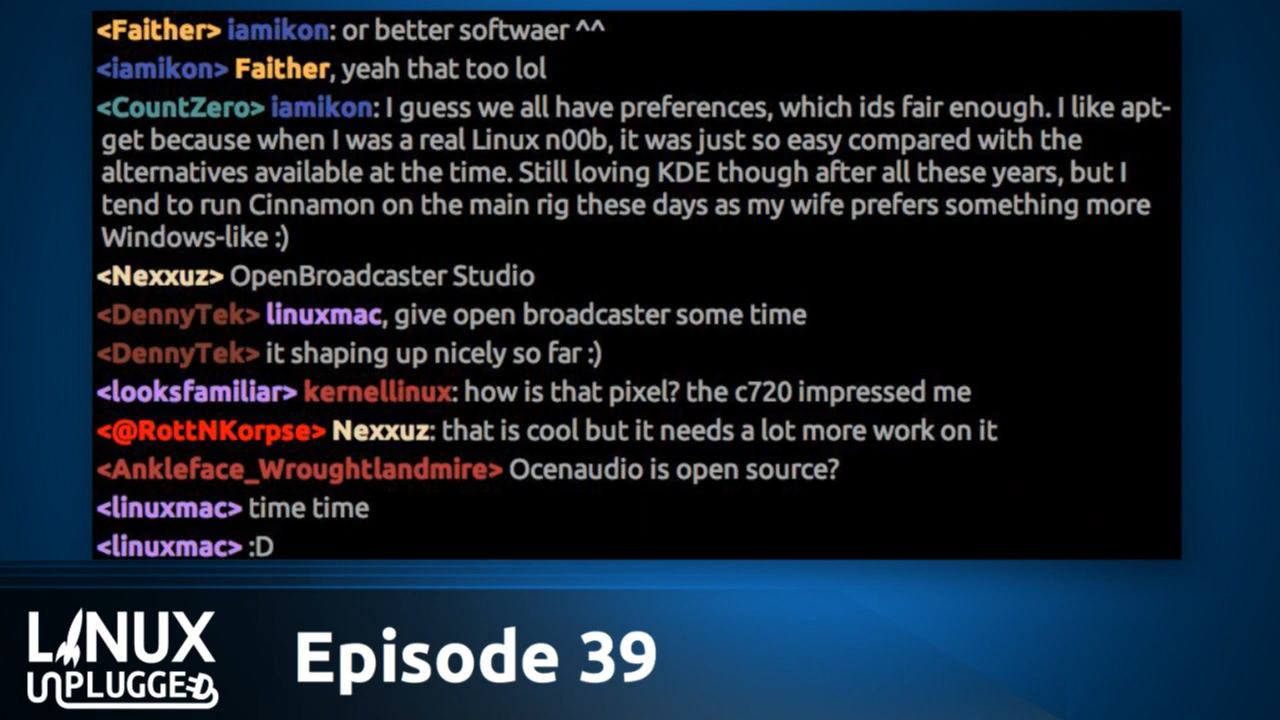 <Faither> iamikon: or better softwaer ^^
<iamikon> Faither, yeah that too lol
<CountZero> iamikon: I guess we all have preferences, which ids fair enough. I like apt-
get because when I was a real Linux n00b, it was just so easy compared with the
alternatives available at the time. Still loving KDE though after all these years, but I
tend to run Cinnamon on the main rig these days as my wife prefers something more
Windows-like :)
<Nexxuz> OpenBroadcaster Studio
<DennyTek> linuxmac, give open broadcaster some time
<DennyTek> it shaping up nicely so far :)
<looksfamiliar> kernellinux: how is that pixel? the c720 impressed me
<@RottNKorpse> Nexxuz: that is cool but it needs a lot more work on it
<Ankleface_Wroughtlandmire> Ocenaudio is open source?
<linuxmac> time time
<linuxmac> :D
LINUX
UNPLUGGED
Episode 39